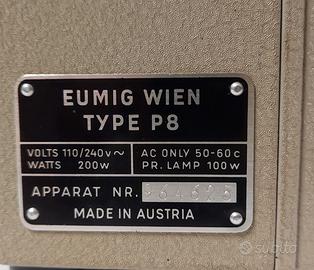 EUMIG WIEN
TYPE P8
VOLTS 110/240v~ AC ONLY 50-60c
WATTS 200w PR. LAMP 100w
APPARAT NR.
MADE IN AUSTRIA
subito